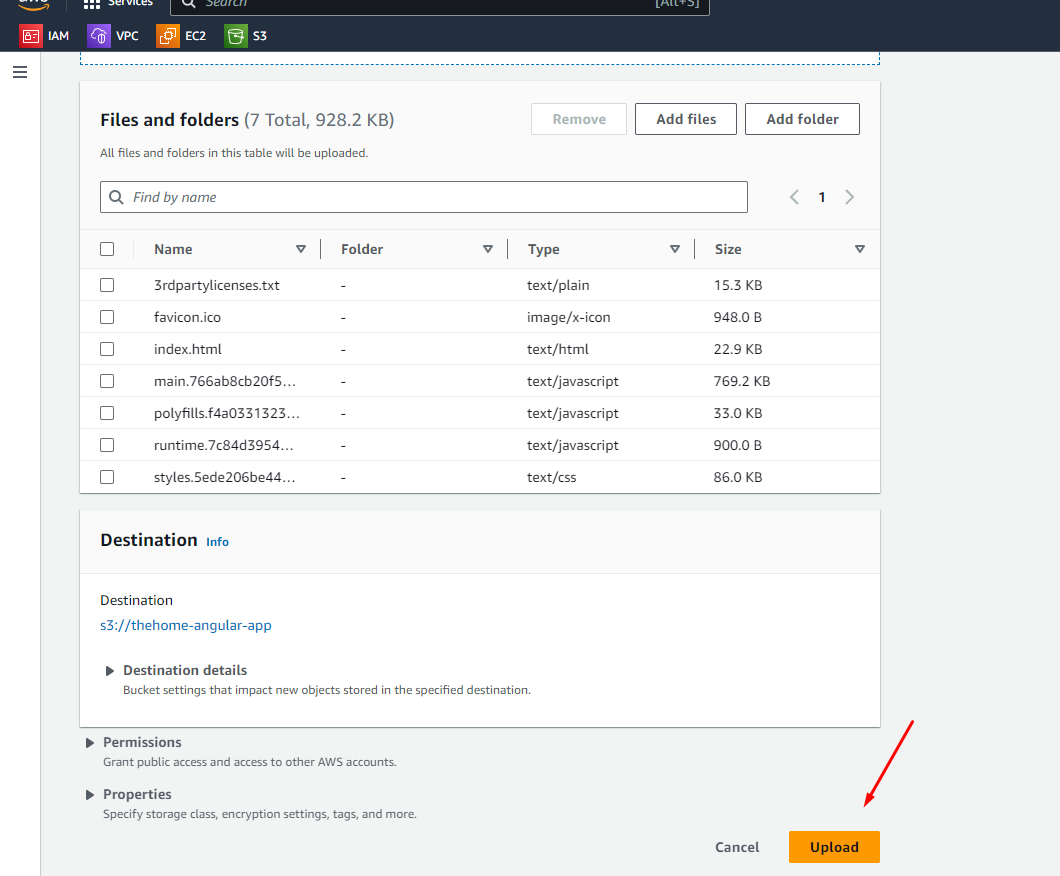 aws Services Search [Alt+S]
IAM VPC EC2 S3
Files and folders (7 Total, 928.2 KB) Remove Add files Add folder
All files and folders in this table will be uploaded.
Find by name 1
Name Folder Type Size
3rdpartylicenses.txt - text/plain 15.3 KB
favicon.ico - image/x-icon 948.0 B
index.html - text/html 22.9 KB
main.766ab8cb20f5... - text/javascript 769.2 KB
polyfills.f4a0331323... - text/javascript 33.0 KB
runtime.7c84d3954... - text/javascript 900.0 B
styles.5ede206be44... - text/css 86.0 KB
Destination Info
Destination
s3://thehome-angular-app
Destination details
Bucket settings that impact new objects stored in the specified destination.
Permissions
Grant public access and access to other AWS accounts.
Properties
Specify storage class, encryption settings, tags, and more.
Cancel Upload